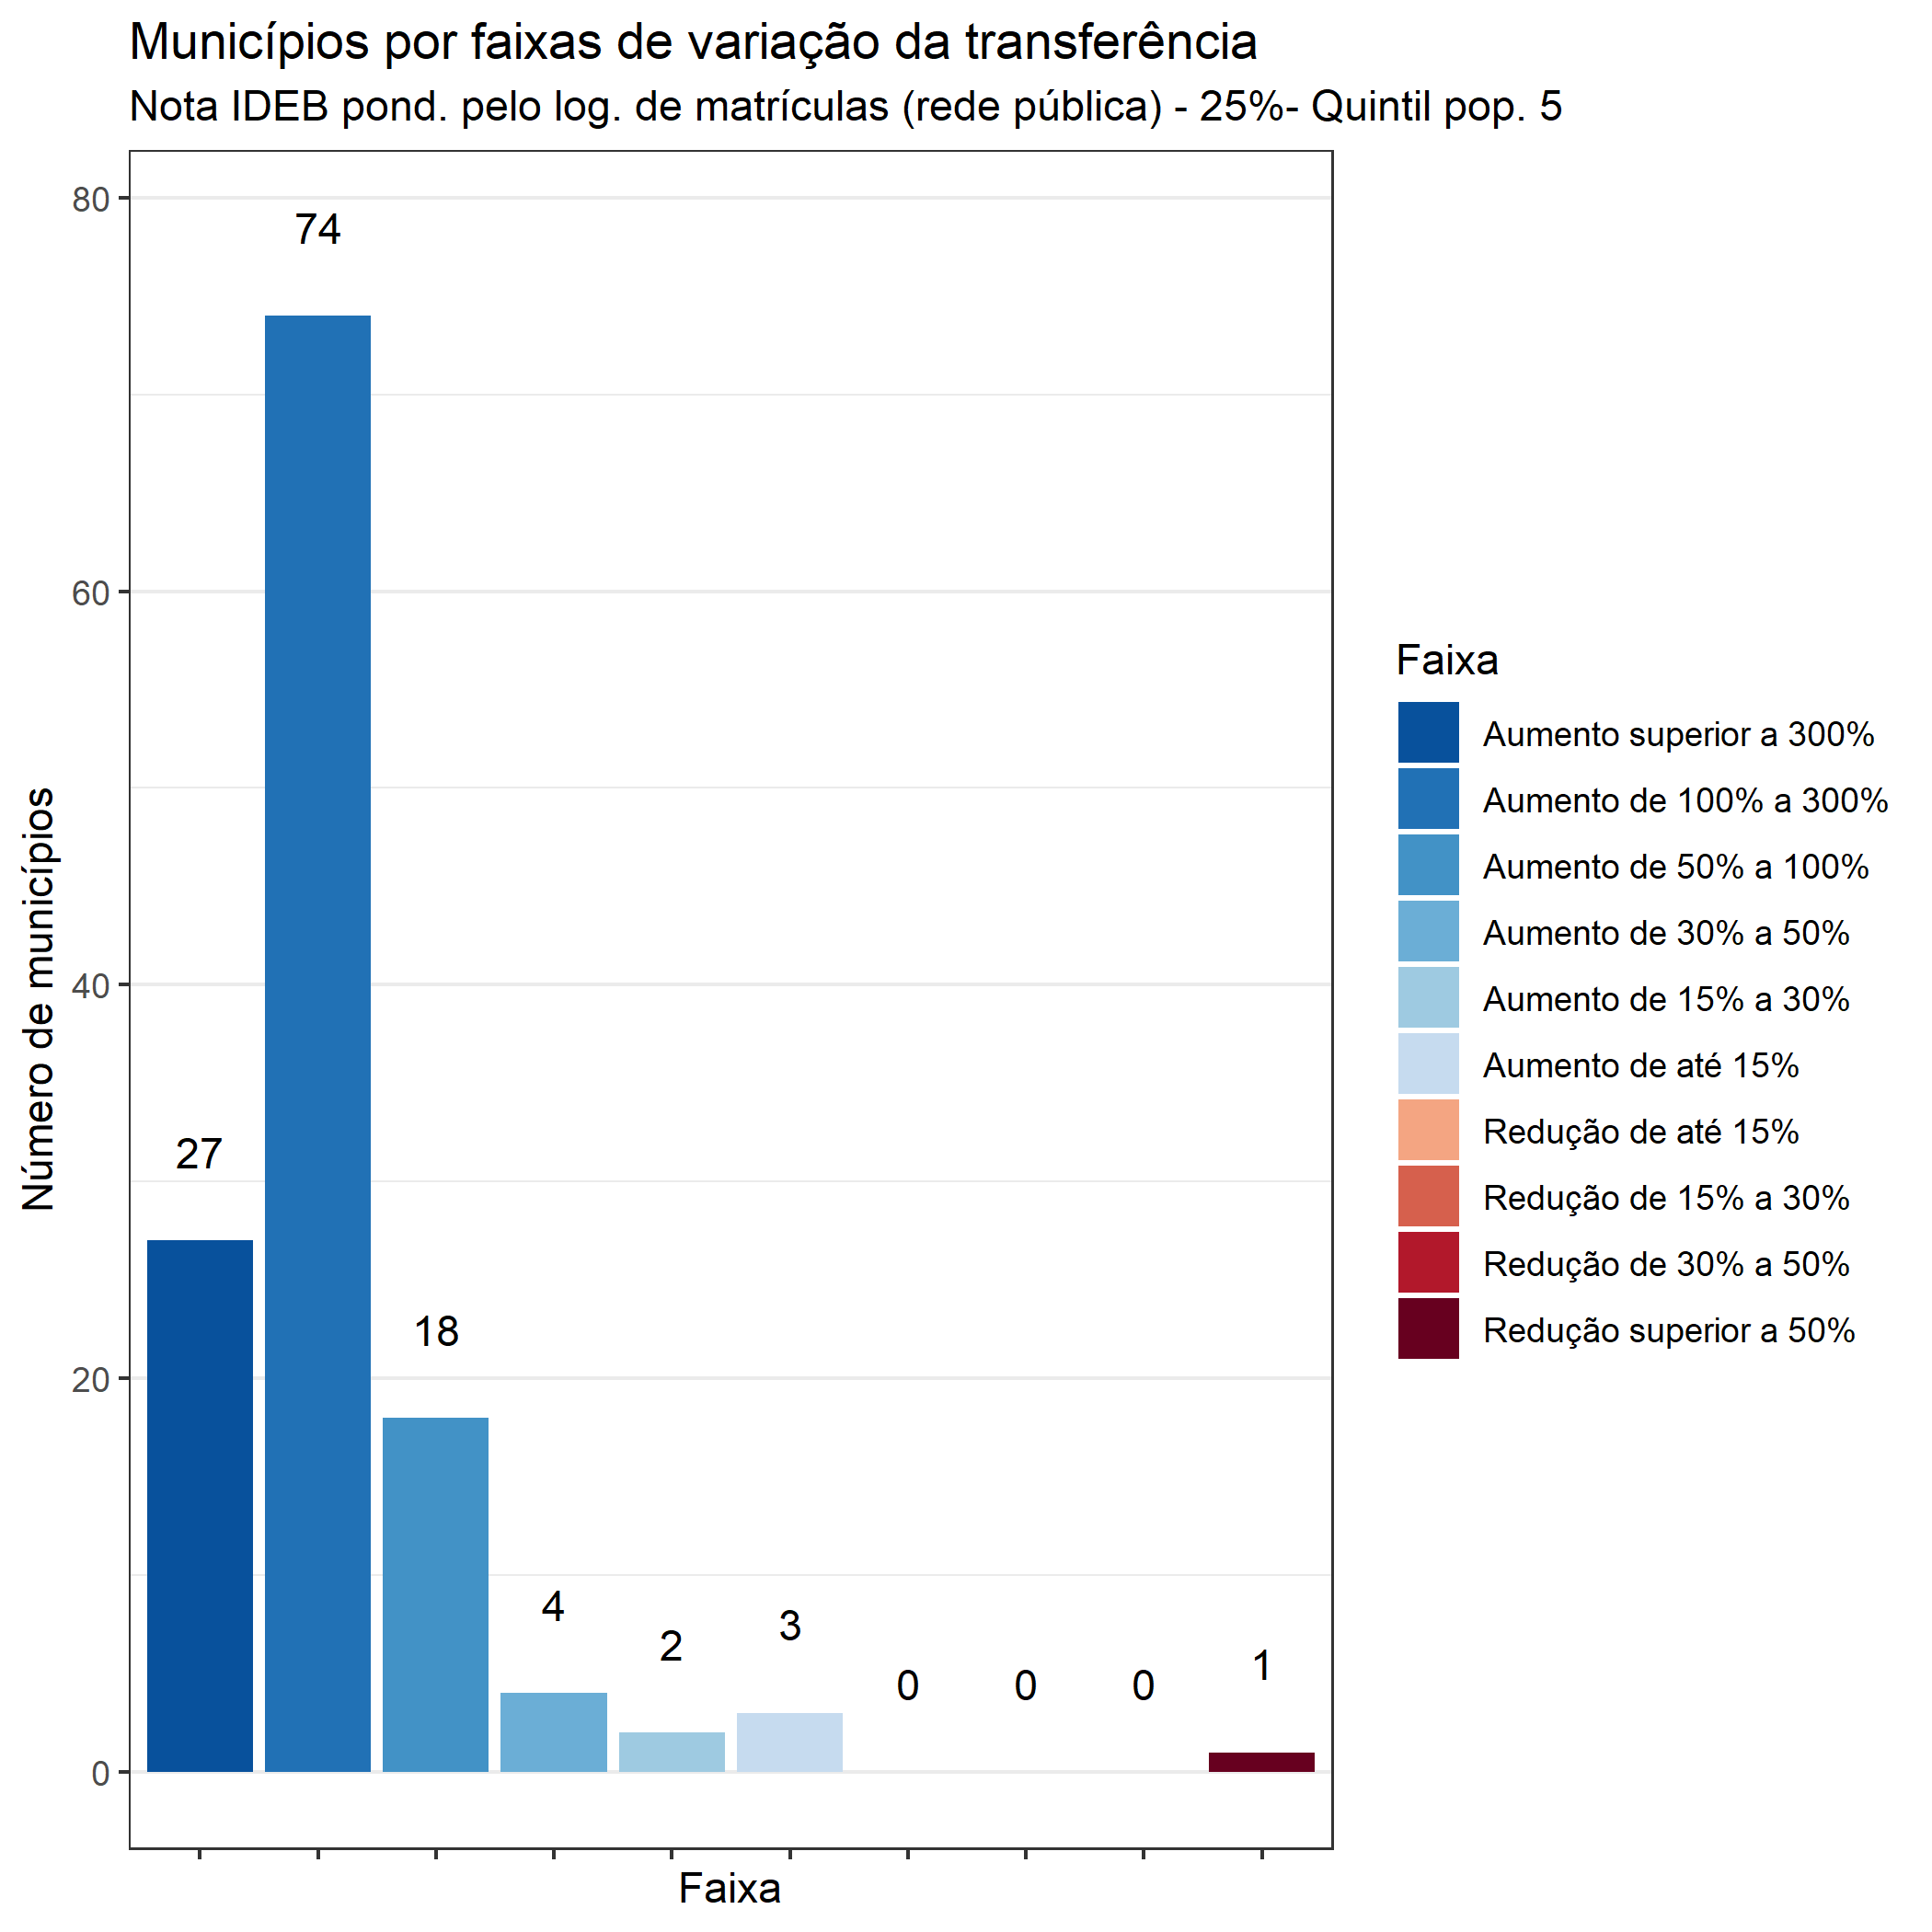 Municípios por faixas de variação da transferência
Nota IDEB pond. pelo log. de matrículas (rede pública) - 25%- Quintil pop. 5
Número de municípios
80
60
40
20
0
27
74
18
4
2
3
0
0
0
1
Faixa
Faixa
Aumento superior a 300%
Aumento de 100% a 300%
Aumento de 50% a 100%
Aumento de 30% a 50%
Aumento de 15% a 30%
Aumento de até 15%
Redução de até 15%
Redução de 15% a 30%
Redução de 30% a 50%
Redução superior a 50%